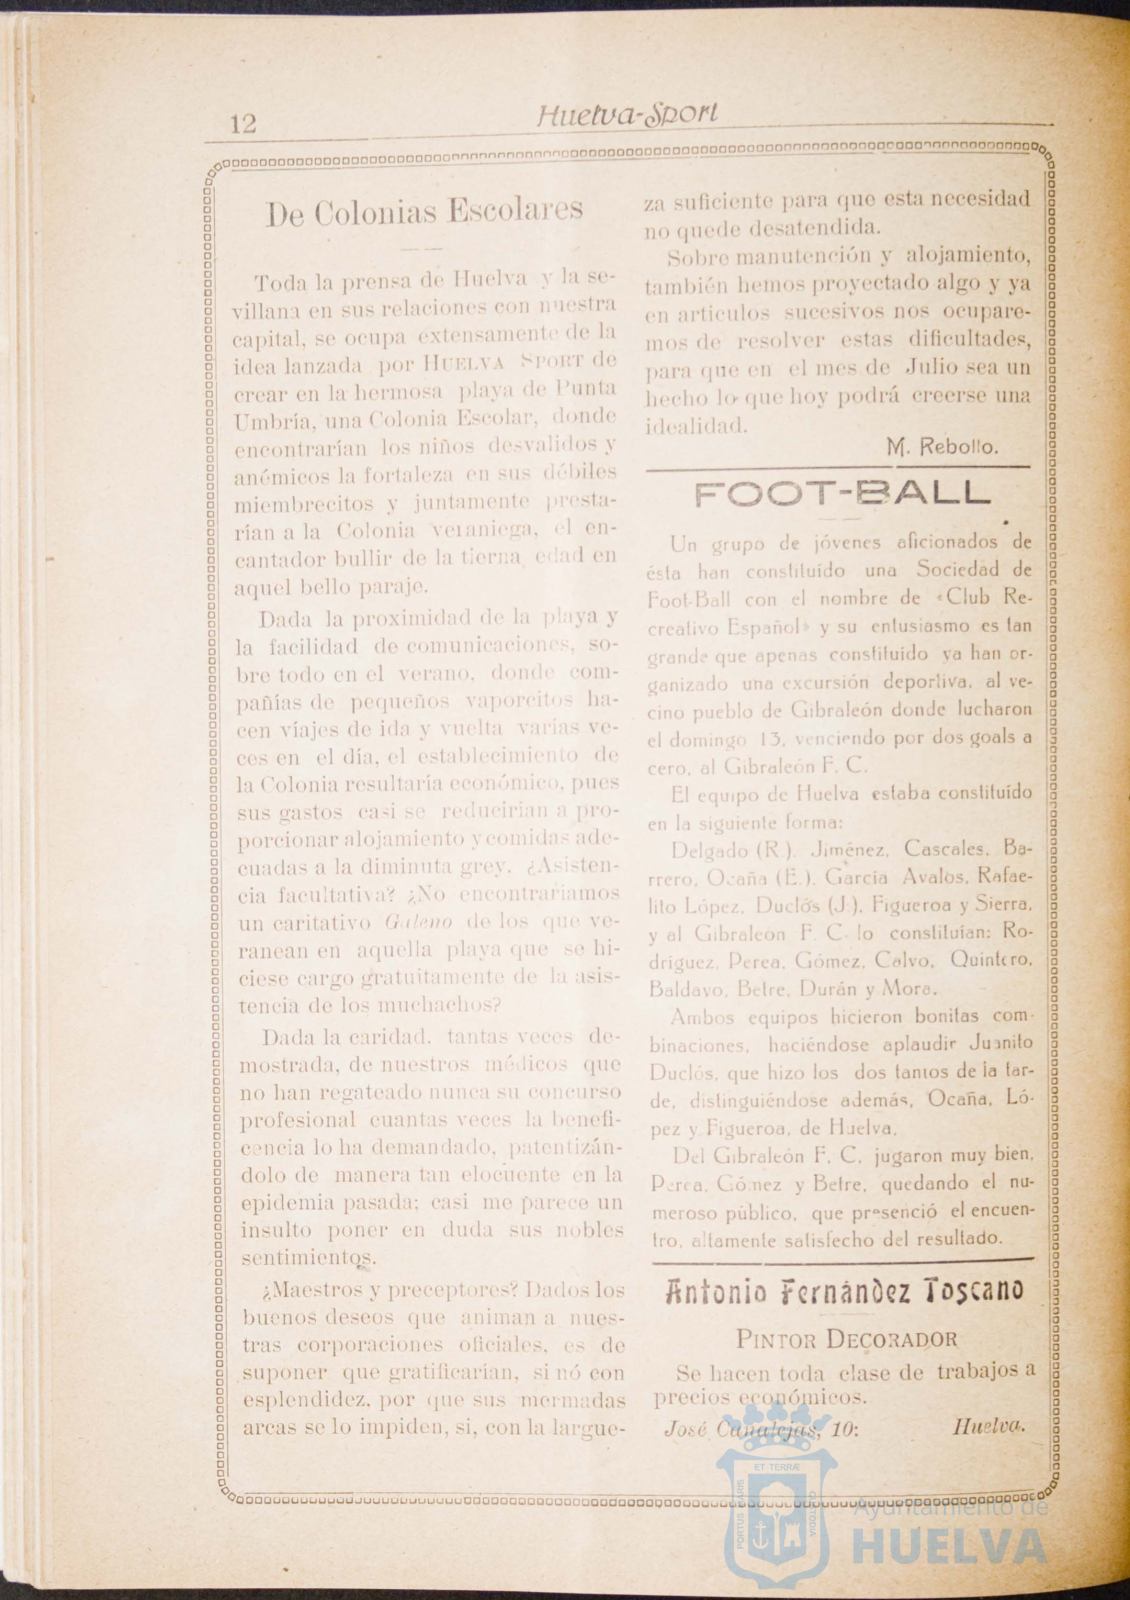 12
Huelva-Sport
De Colonias Escolares
Toda la prensa de Huelva y la se-
villana en sus relaciones con nuestra
capital, se ocupa extensamente de la
idea lanzada por HUELVA SPORT de
crear en la hermosa playa de Punta
Umbría, una Colonia Escolar, donde
encontrarían los niños desvalidos y
anémicos la fortaleza en sus débiles
miembrecitos y juntamente presta-
rían a la Colonia veraniega, el en-
cantador bullir de la tierna edad en
aquel bello paraje.
Dada la proximidad de la playa y
la facilidad de comunicaciones, so-
bre todo en el verano, donde com-
pañías de pequeños vaporcitos ha-
cen víajes de ida y vuelta varias ve-
ces en el día, el establecimiento de
la Colonia resultaría económico, pues
sus gastos casi se reducirían a pro-
porcionar alojamiento y comidas ade-
cuadas a la diminuta grey. ¿Asisten-
cia facultativa? ¿No encontraríamos
un caritativo Galeno de los que ve-
ranean en aquella playa que se hi-
ciese cargo gratuitamente de la asis-
tencia de los muchachos?
Dada la caridad, tantas veces de-
mostrada, de nuestros médicos que
no han regateado nunca su concurso
profesional cuantas veces la benefi-
cencia lo ha demandado, patentizán-
dolo de manera tan elocuente en la
epidemia pasada; casi me parece un
insulto poner en duda sus nobles
sentimientos.
¿Maestros y preceptores? Dados los
buenos deseos que animan a nues-
tras corporaciones oficiales, es de
suponer que gratificarían, si nó con
esplendidez, por que sus mermadas
arcas se lo impiden, si, con la largue-
za suficiente para que esta necesidad
no quede desatendida.
Sobre manutención y alojamiento,
también hemos proyectado algo y ya
en articulos sucesivos nos ocupare-
mos de resolver estas dificultades,
para que en el mes de Julio sea un
hecho lo que hoy podrá creerse una
idealidad.
M. Rebollo.
FOOT-BALL
Un grupo de jóvenes aficionados de
ésta han constituído una Sociedad de
Foot-Ball con el nombre de «Club Re-
creativo Español» y su entusiasmo es tan
grande que apenas constituído ya han or-
ganizado una excursión deportiva, al ve-
cino pueblo de Gibraleón donde lucharon
el domingo 13, venciendo por dos goals a
cero, al Gibraleón F. C.
El equipo de Huelva estaba constituído
en la siguiente forma:
Delgado (R.), Jiménez, Cascales, Ba-
rrero, Ocaña (E.), García Avalos, Rafae-
lito López, Duclós (J.), Figueroa y Sierra,
y al Gibraleón F. C. lo constituían: Ro-
dríguez, Perea, Gómez, Calvo, Quintero,
Baldayo, Betre, Durán y Mora.
Ambos equipos hicieron bonitas com-
binaciones, haciéndose aplaudir Juanito
Duclós, que hizo los dos tantos de la tar-
de, distinguiéndose además, Ocaña, Ló-
pez y Figueroa, de Huelva.
Del Gibraleón F. C. jugaron muy bien,
Perea, Gómez y Betre, quedando el nu-
meroso público, que presenció el encuen-
tro, altamente satisfecho del resultado.
Antonio Fernández Toscano
PINTOR DECORADOR
Se hacen toda clase de trabajos a
precios económicos.
José Canalejas, 10: Huelva.
ET TERRÆ
PORTUS MARIS
CUSTODIA
Ayuntamiento de
HUELVA